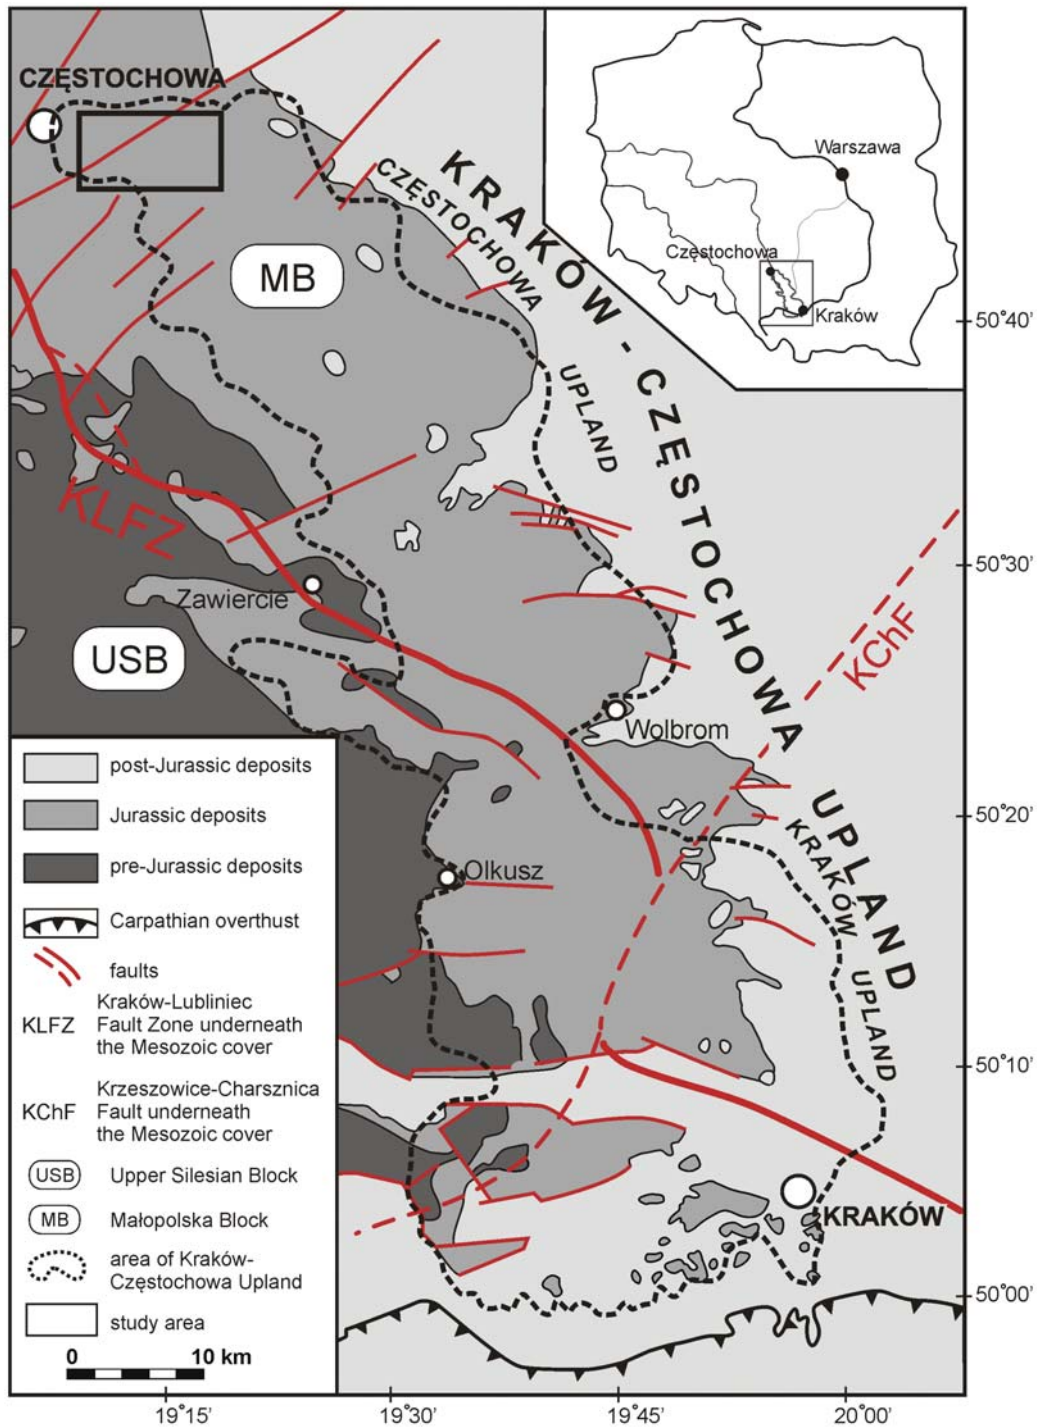 CZĘSTOCHOWA
KRAKÓW - CZĘSTOCHOWA UPLAND
CZĘSTOCHOWA UPLAND
MB
Warszawa
Częstochowa
Kraków
50°40'
KLFZ
50°30'
Zawiercie
USB
KChF
Wolbrom
50°20'
KRAKÓW UPLAND
Olkusz
50°10'
KRAKÓW
50°00'
post-Jurassic deposits
Jurassic deposits
pre-Jurassic deposits
Carpathian overthust
faults
KLFZ
Kraków-Lubliniec
Fault Zone underneath
the Mesozoic cover
KChF
Krzeszowice-Charsznica
Fault underneath
the Mesozoic cover
USB Upper Silesian Block
MB Małopolska Block
area of Kraków-
Częstochowa Upland
study area
0 10 km
19°15' 19°30' 19°45' 20°00'